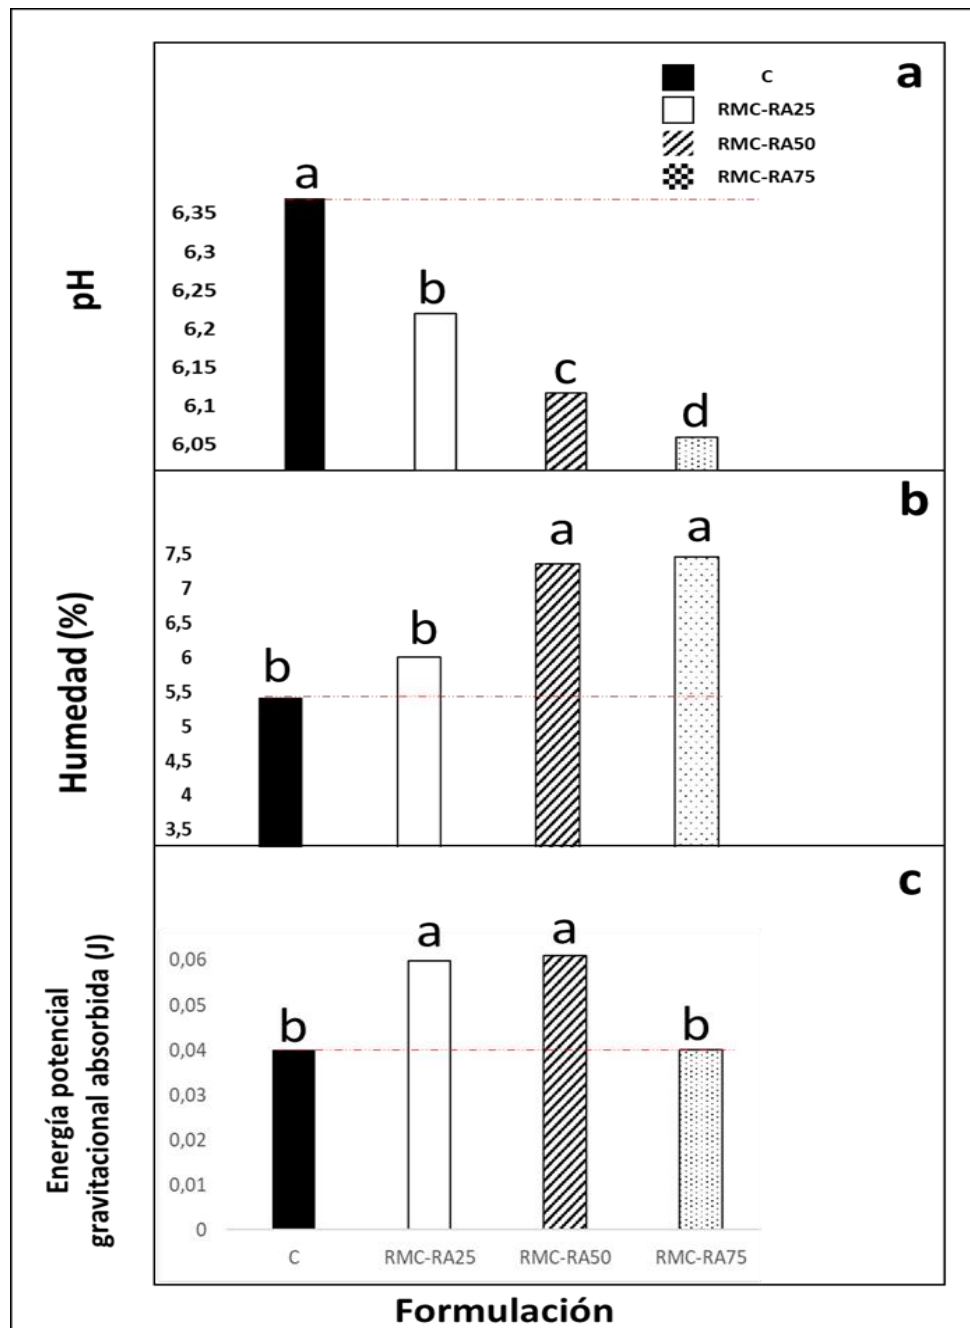 a
C
RMC-RA25
RMC-RA50
RMC-RA75
pH
6,35
6,3
6,25
6,2
6,15
6,1
6,05
a
b
c
d
b
Humedad (%)
7,5
7
6,5
6
5,5
5
4,5
4
3,5
b
b
a
a
c
Energía potencial
gravitacional absorbida (J)
0,06
0,05
0,04
0,03
0,02
0,01
0
b
a
a
b
C RMC-RA25 RMC-RA50 RMC-RA75
Formulación